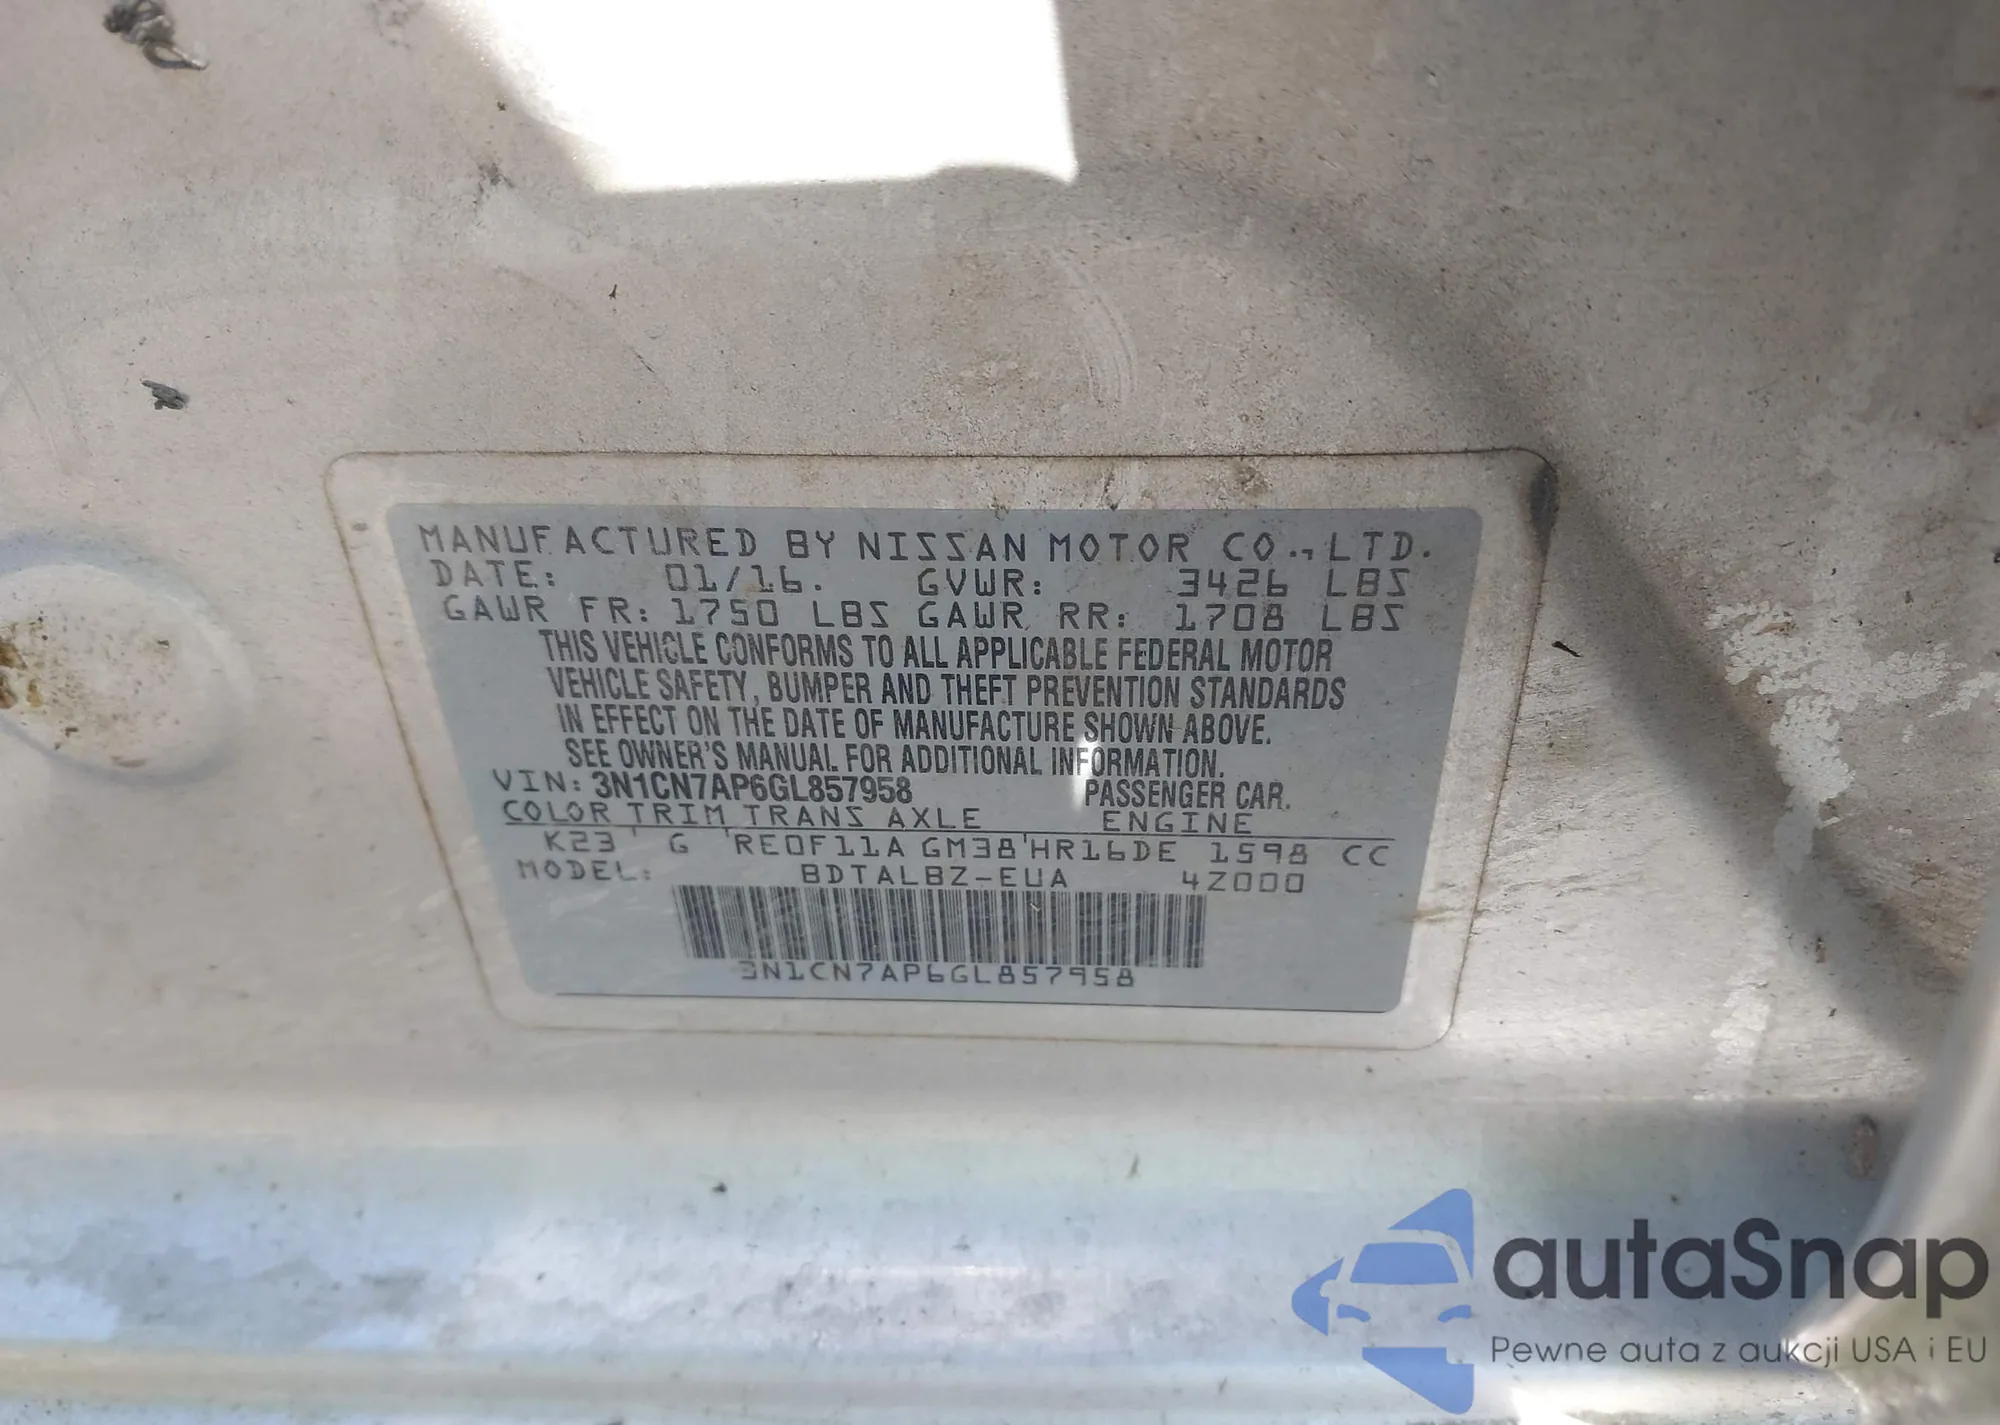 MANUFACTURED BY NISSAN MOTOR CO., LTD.
DATE: 01/16. GVWR: 3426 LBS
GAWR FR: 1750 LBS GAWR RR: 1708 LBS
THIS VEHICLE CONFORMS TO ALL APPLICABLE FEDERAL MOTOR
VEHICLE SAFETY, BUMPER AND THEFT PREVENTION STANDARDS
IN EFFECT ON THE DATE OF MANUFACTURE SHOWN ABOVE.
SEE OWNER'S MANUAL FOR ADDITIONAL INFORMATION.
VIN: 3N1CN7AP6GL857958 PASSENGER CAR.
COLOR TRIM TRANS AXLE ENGINE
K23 G RE0F11A GM38 HR16DE 1598 CC
MODEL: BDTALBZ-EUA 4Z000
3N1CN7AP6GL857958
autaSnap
Pewne auta z aukcji USA i EU